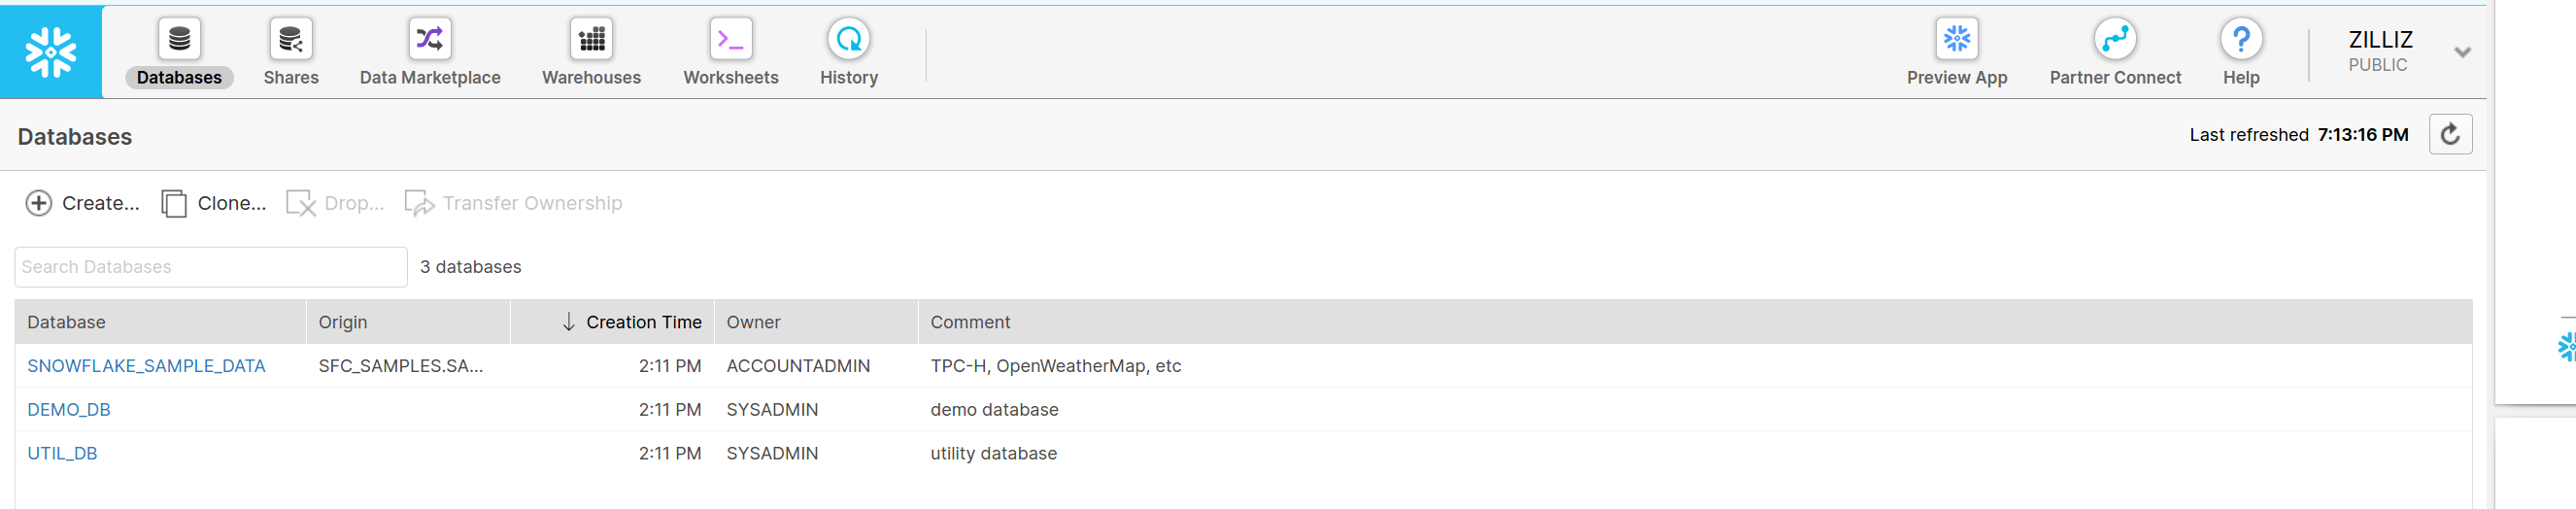 Databases Shares Data Marketplace Warehouses Worksheets History Preview App Partner Connect Help ZILLIZ
PUBLIC
Databases Last refreshed 7:13:16 PM
Create... Clone... Drop... Transfer Ownership
Search Databases 3 databases
Database Origin Creation Time Owner Comment
SNOWFLAKE_SAMPLE_DATA SFC_SAMPLES.SA... 2:11 PM ACCOUNTADMIN TPC-H, OpenWeatherMap, etc
DEMO_DB 2:11 PM SYSADMIN demo database
UTIL_DB 2:11 PM SYSADMIN utility database